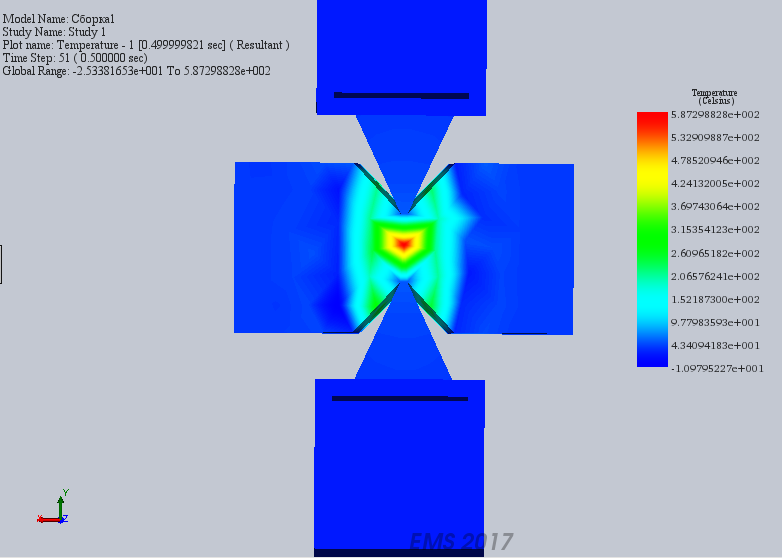 Model Name: Сборка1
Study Name: Study 1
Plot name: Temperature - 1 [0.499999821 sec] ( Resultant )
Time Step: 51 ( 0.500000 sec)
Global Range: -2.53381653e+001 To 5.87298828e+002
Temperature
(Celsius)
5.87298828e+002
5.32909887e+002
4.78520946e+002
4.24132005e+002
3.69743064e+002
3.15354123e+002
2.60965182e+002
2.06576241e+002
1.52187300e+002
9.77983593e+001
4.34094183e+001
-1.09795227e+001
Y
X
Z
EMS 2017